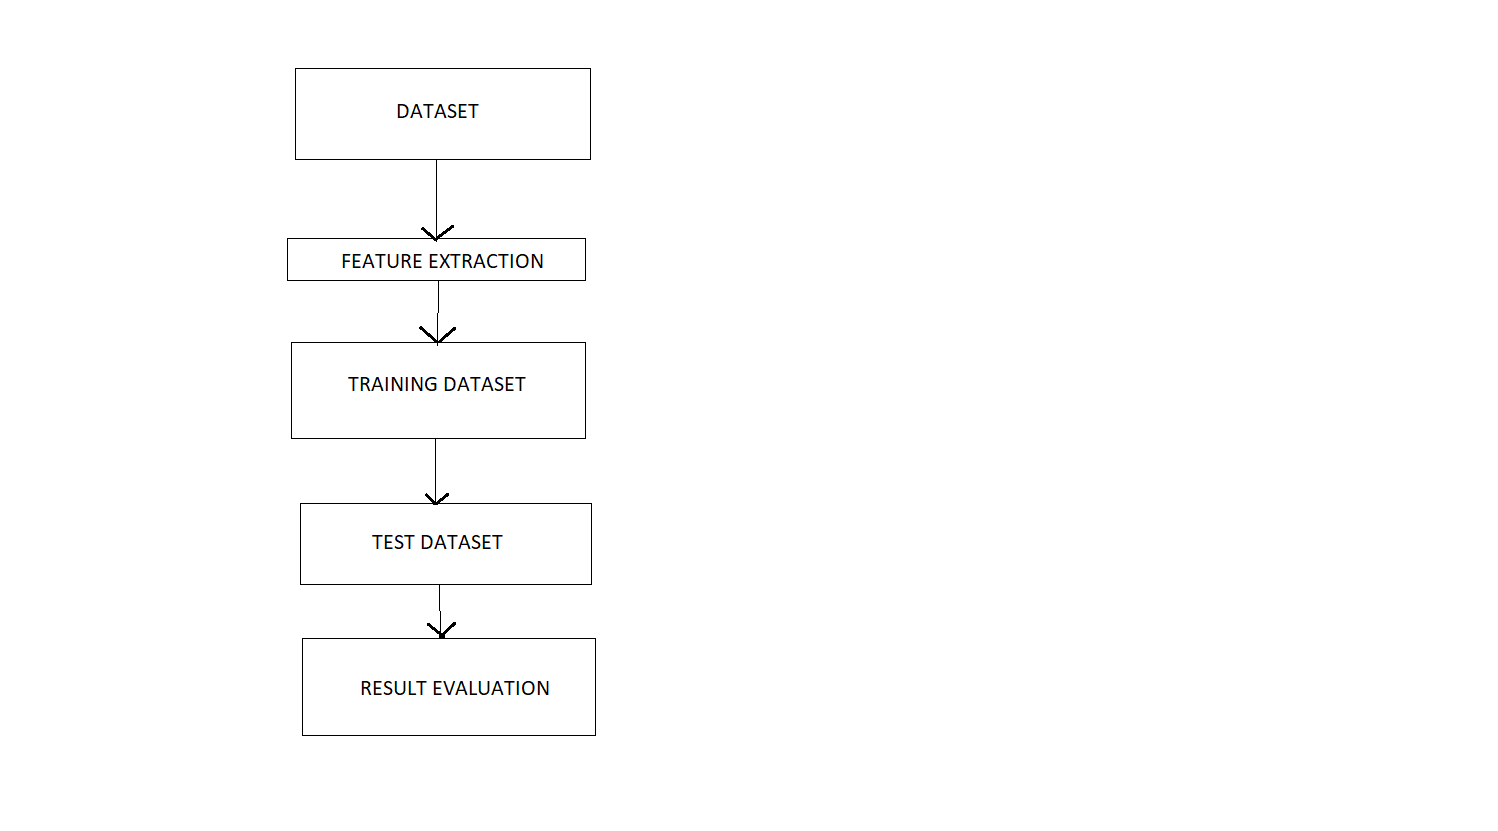 DATASET
FEATURE EXTRACTION
TRAINING DATASET
TEST DATASET
RESULT EVALUATION